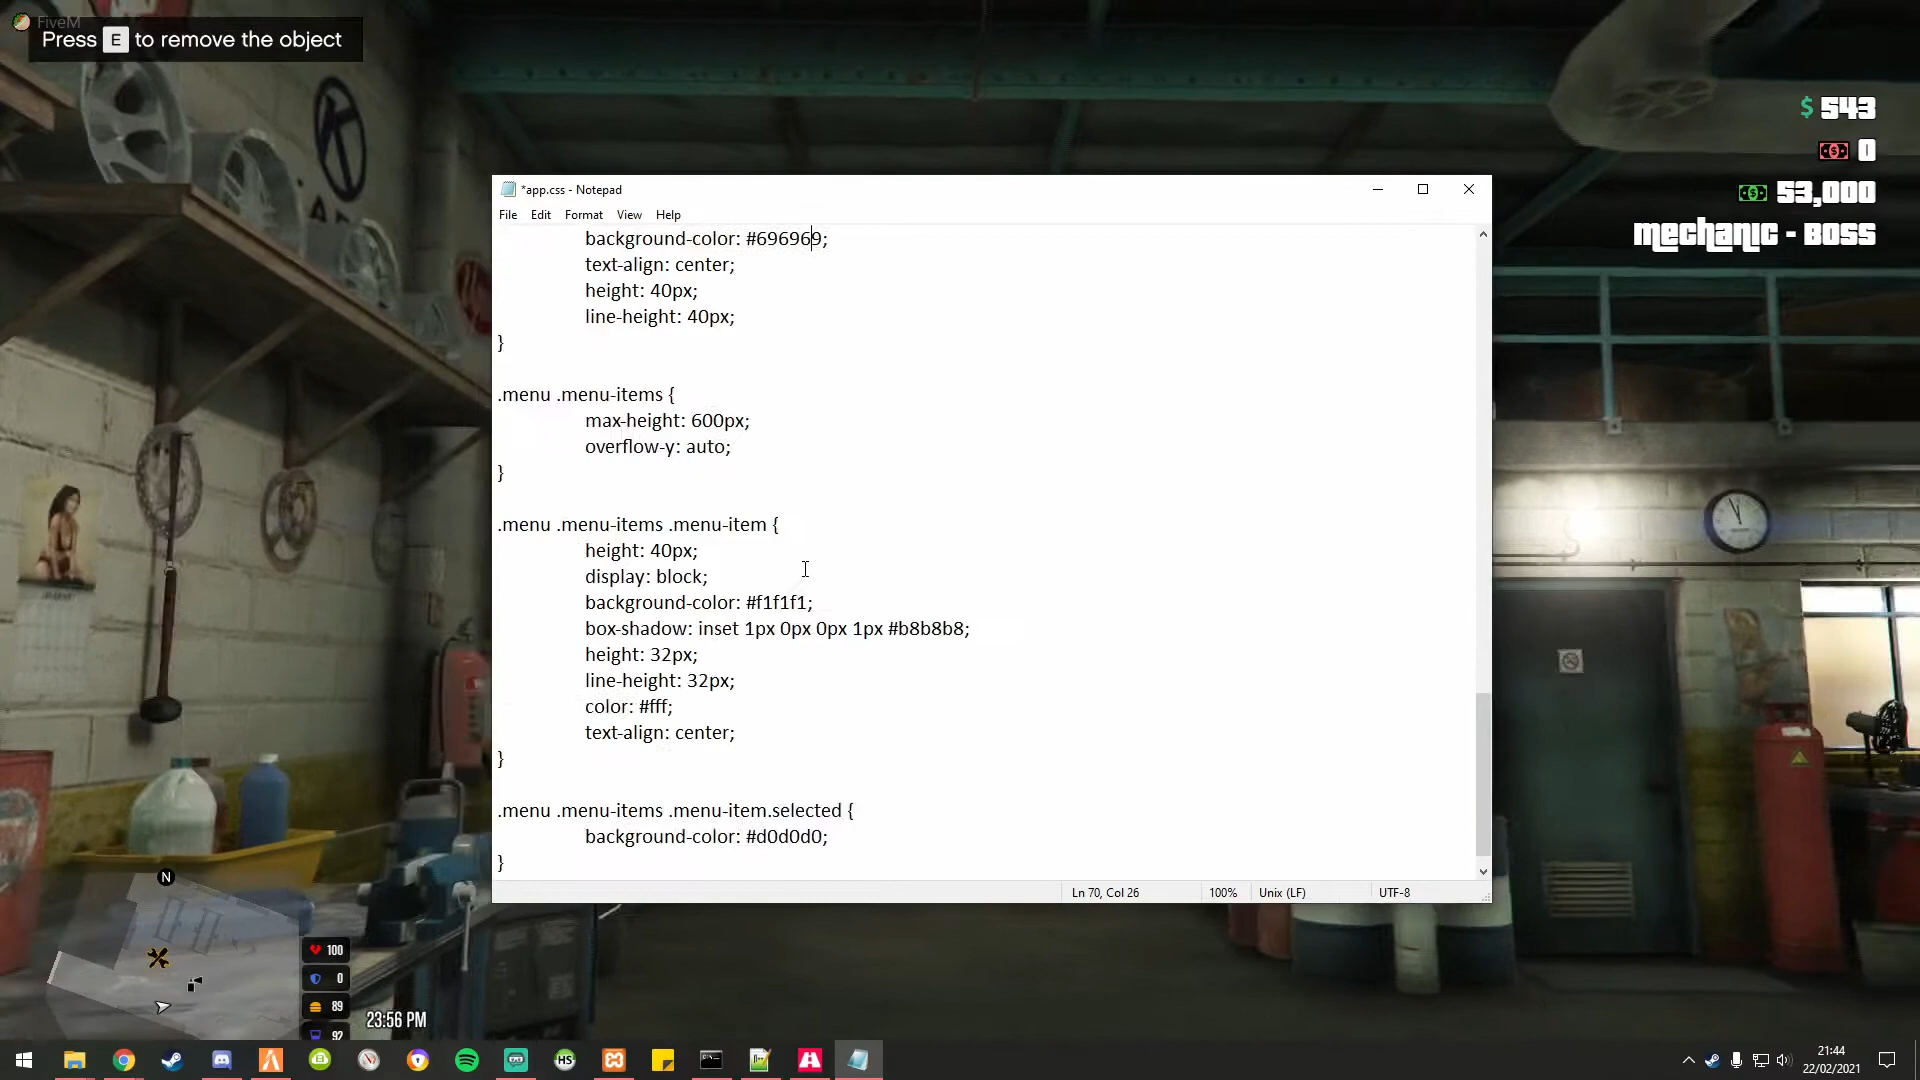 FiveM
Press E to remove the object
$ 543
0
53,000
mechanic - Boss
*app.css - Notepad
File Edit Format View Help
background-color: #696969;
text-align: center;
height: 40px;
line-height: 40px;
}
.menu .menu-items {
max-height: 600px;
overflow-y: auto;
}
.menu .menu-items .menu-item {
height: 40px;
display: block;
background-color: #f1f1f1;
box-shadow: inset 1px 0px 0px 1px #b8b8b8;
height: 32px;
line-height: 32px;
color: #fff;
text-align: center;
}
.menu .menu-items .menu-item.selected {
background-color: #d0d0d0;
}
Ln 70, Col 26 100% Unix (LF) UTF-8
N
100
0
89
92
23:56 PM
HS
21:44
22/02/2021